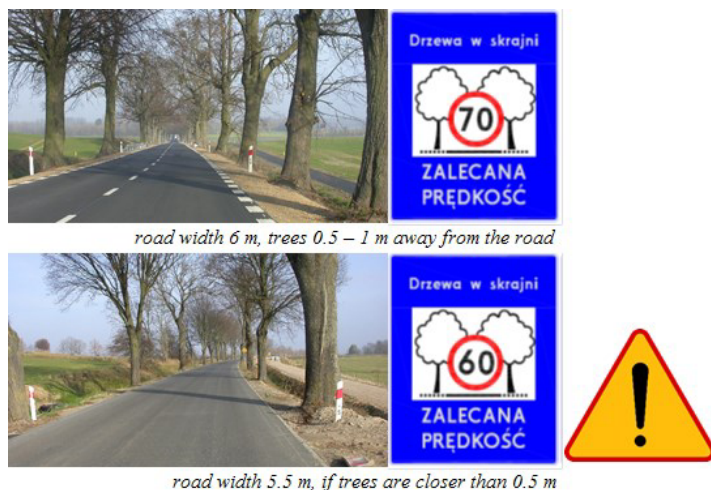 Drzewa w skrajni
70
ZALECANA
PRĘDKOŚĆ
road width 6 m, trees 0.5 – 1 m away from the road
Drzewa w skrajni
60
ZALECANA
PRĘDKOŚĆ
!
road width 5.5 m, if trees are closer than 0.5 m